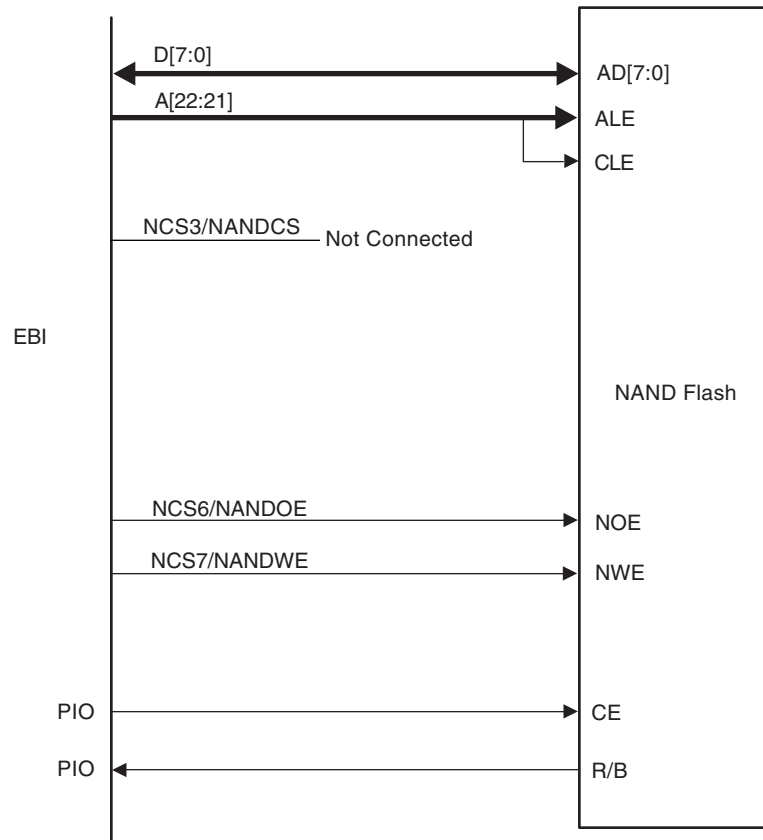 D[7:0]
AD[7:0]
A[22:21]
ALE
CLE
NCS3/NANDCS
Not Connected
EBI
NAND Flash
NCS6/NANDOE
NOE
NCS7/NANDWE
NWE
PIO
CE
PIO
R/B